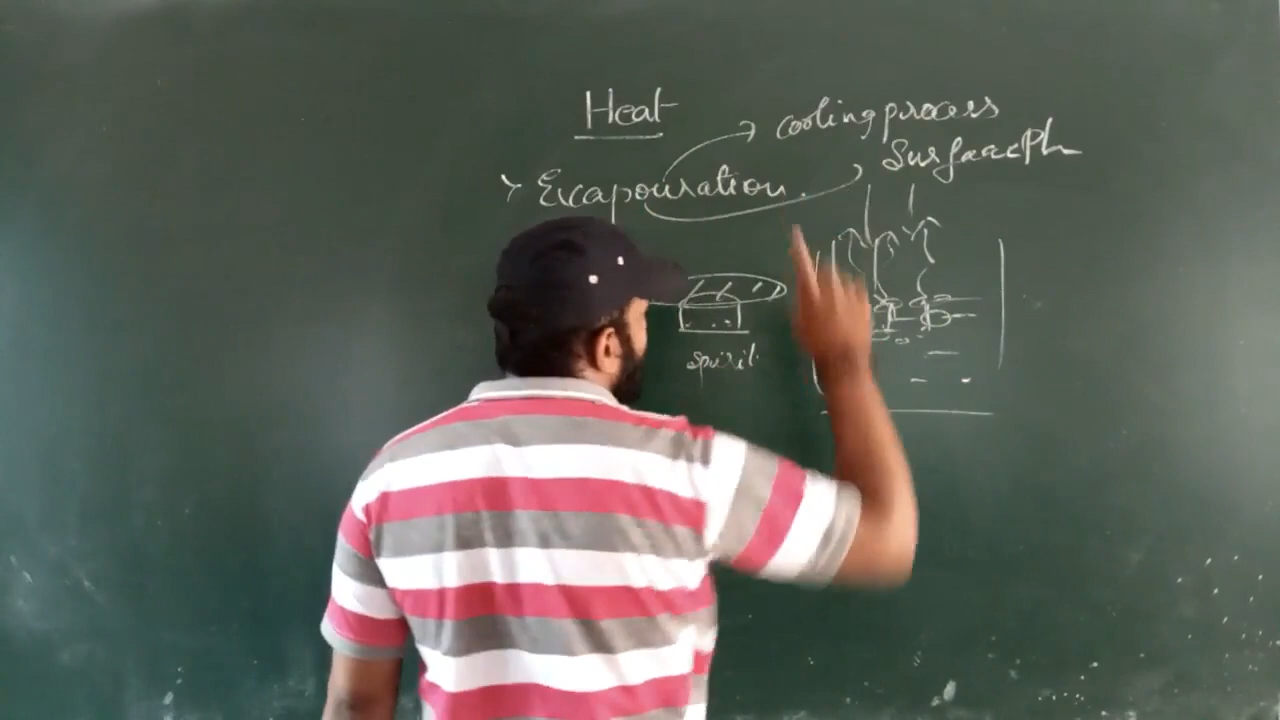 Heat
cooling process
Surface Ph
Evapouration.
spirit